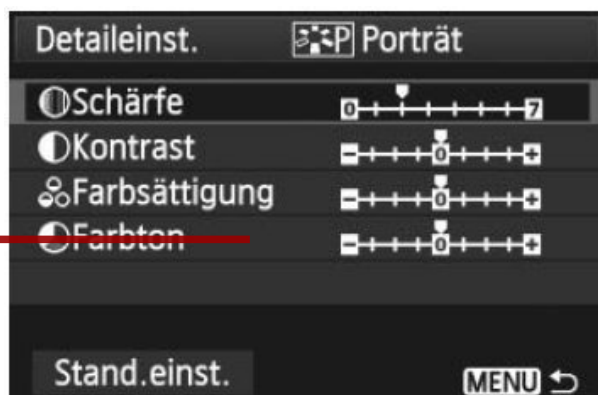 Detaileinst. P Porträt
Schärfe 0 7
Kontrast 0
Farbsättigung 0
Farbton 0
Stand.einst. MENU